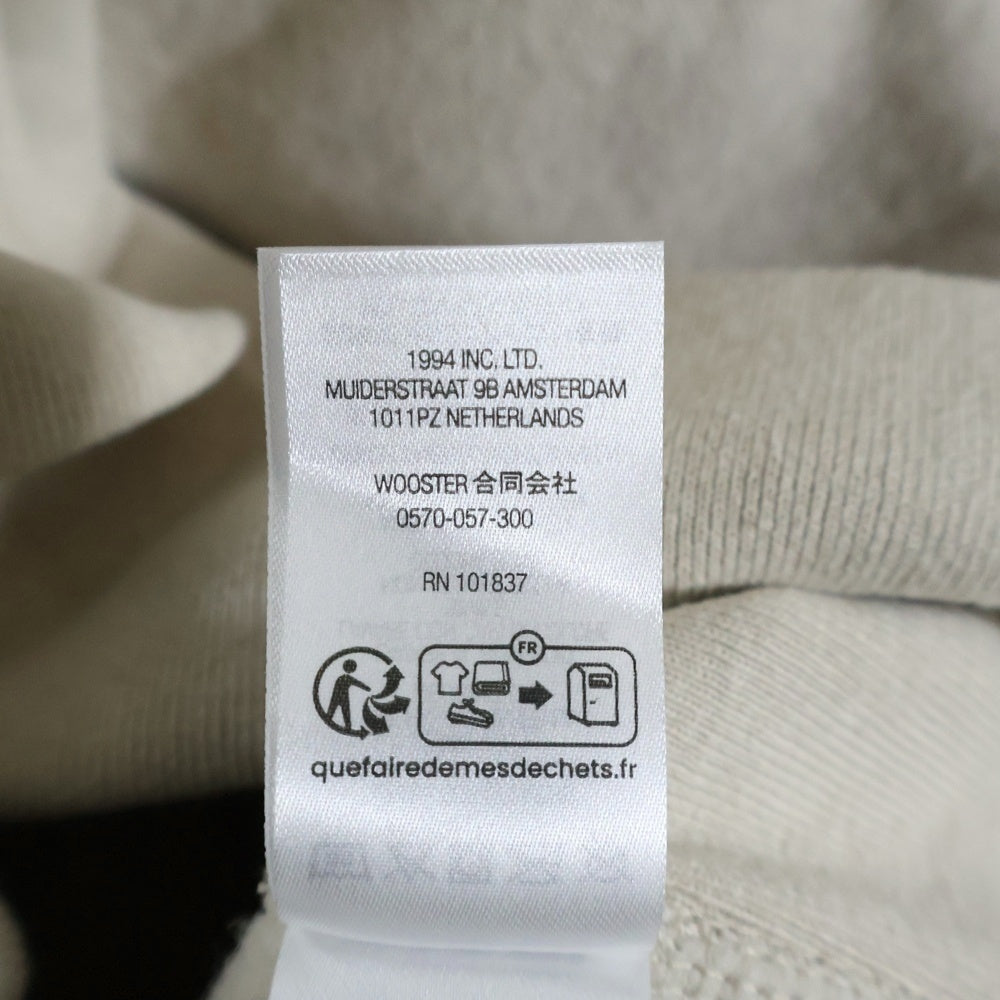 1994 INC. LTD.
MUIDERSTRAAT 9B AMSTERDAM
1011PZ NETHERLANDS
WOOSTER 合同会社
0570-057-300
RN 101837
FR
quefairedemesdechets.fr